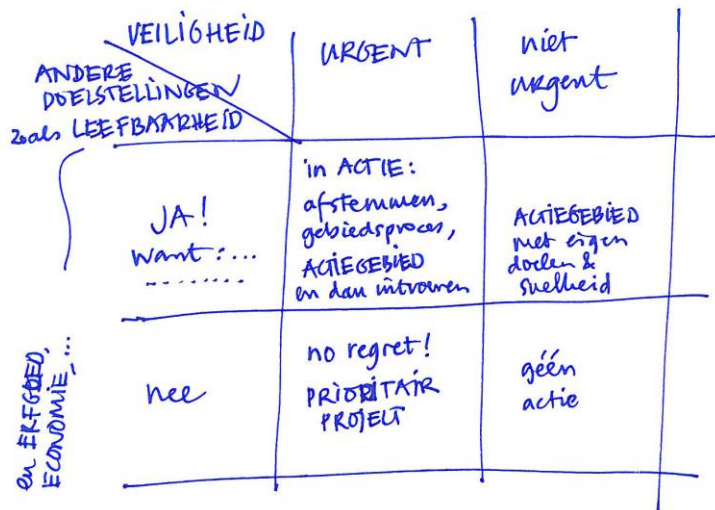 VEILIGHEID
ANDERE
DOELSTELLINGEN
zoals LEEFBAARHEID
URGENT
niet
urgent
JA!
want:...
........
in ACTIE:
afstemmen,
gebiedsproces,
ACTIEGEBIED
en dan uitvoeren
ACTIEGEBIED
met eigen
doelen &
snelheid
en ERFGOED,
ECONOMIE,...
nee
no regret!
PRIORITAIR
PROJECT
géén
actie